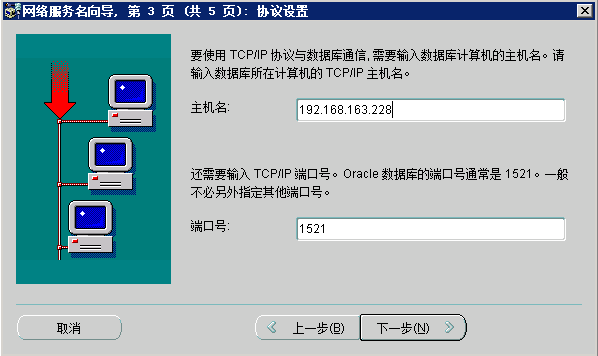 网络服务名向导, 第 3 页 (共 5 页): 协议设置
要使用 TCP/IP 协议与数据库通信,需要输入数据库计算机的主机名。请
输入数据库所在计算机的 TCP/IP 主机名。
主机名:
192.168.163.228
还需要输入 TCP/IP 端口号。Oracle 数据库的端口号通常是 1521。一般
不必另外指定其他端口号。
端口号:
1521
取消
上一步(B)
下一步(N)